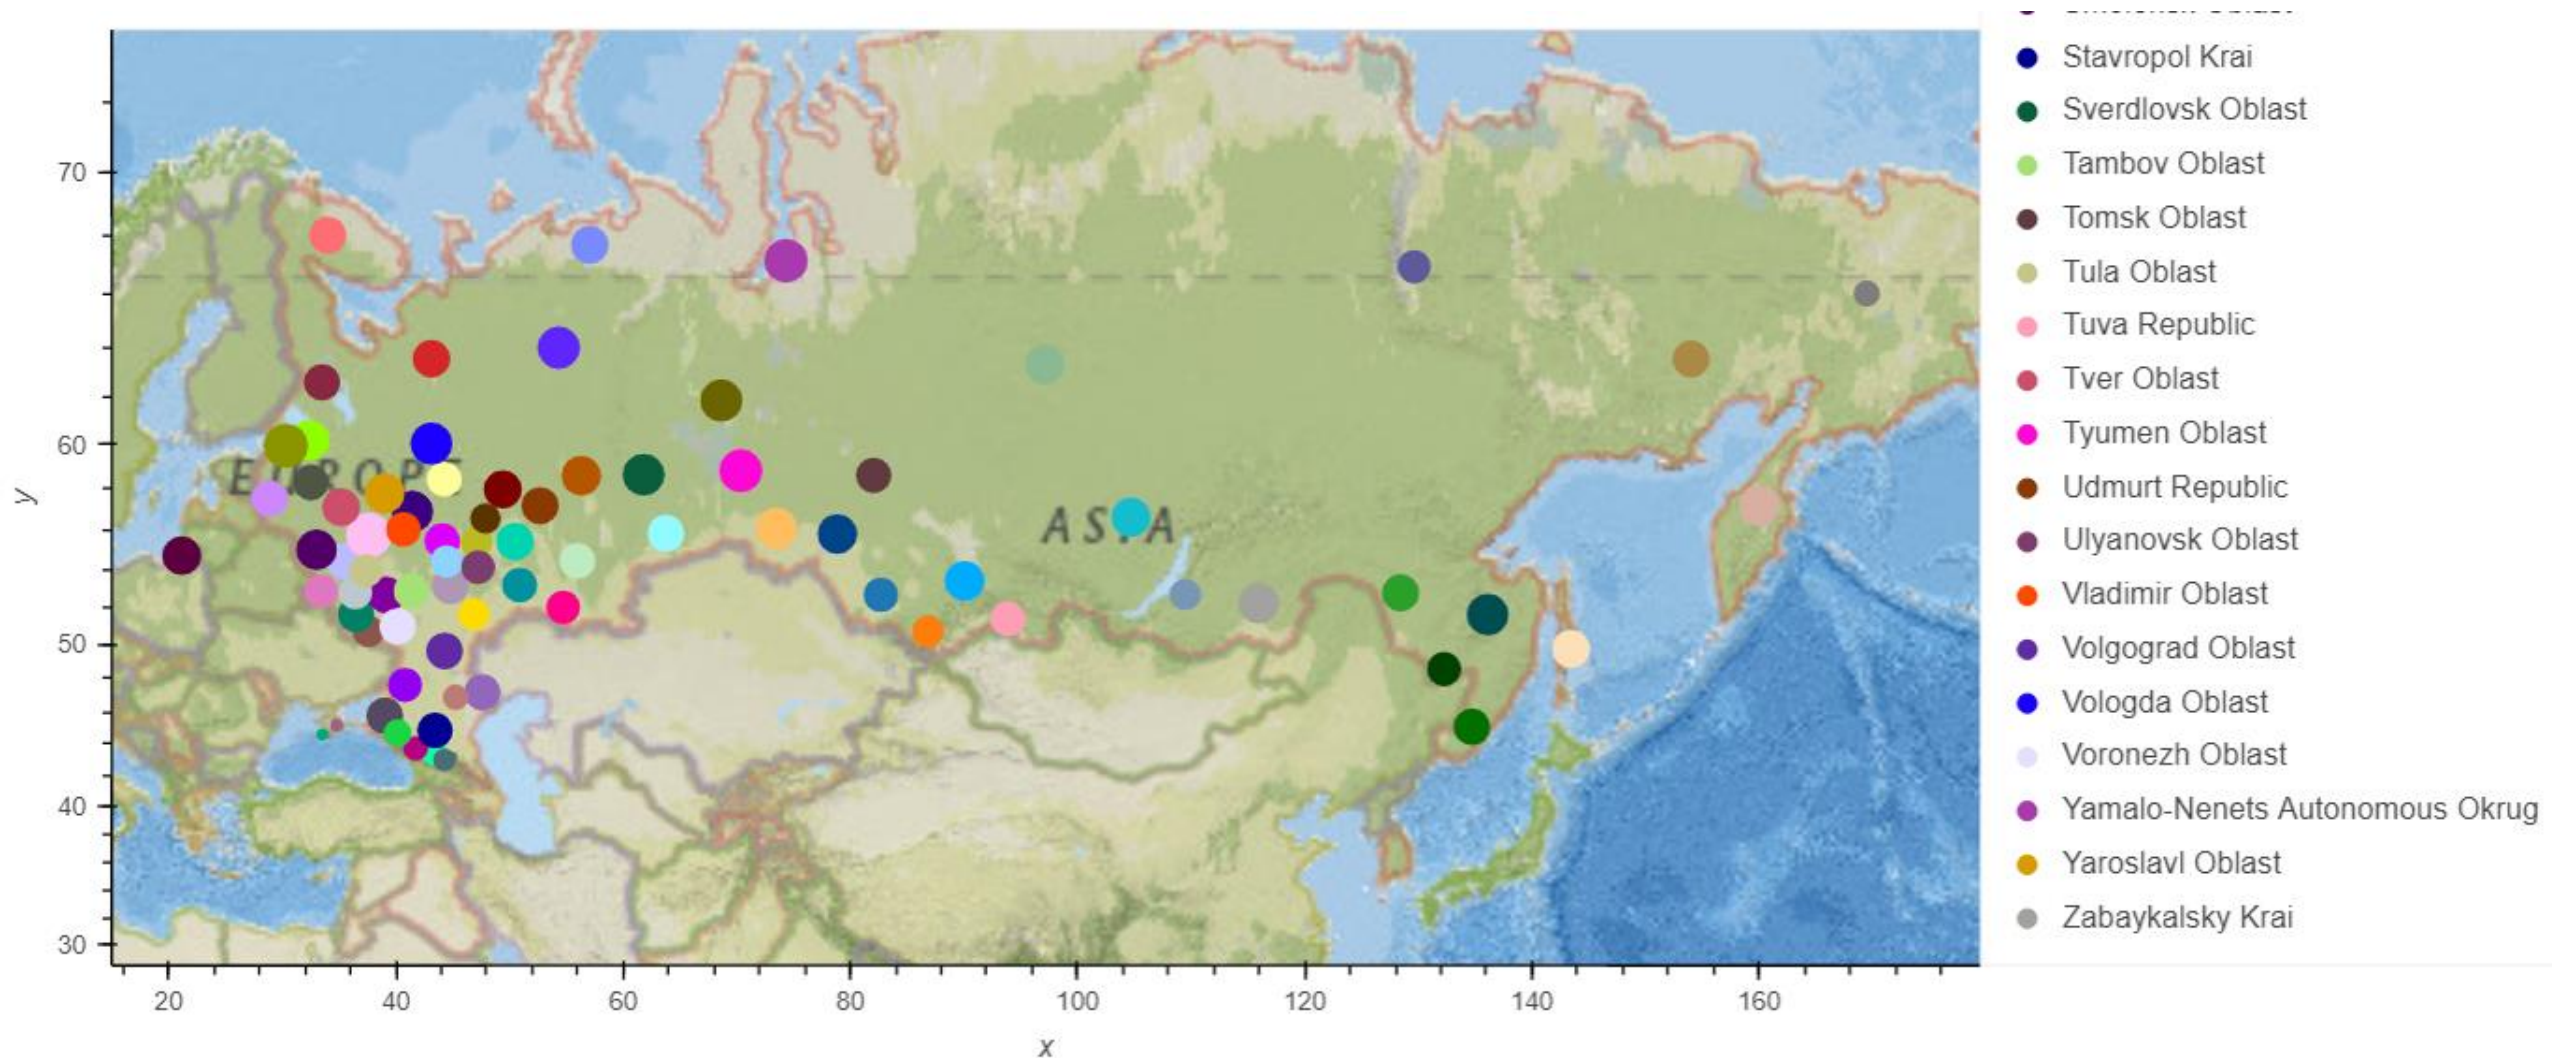 Stavropol Krai
Sverdlovsk Oblast
Tambov Oblast
Tomsk Oblast
Tula Oblast
Tuva Republic
Tver Oblast
Tyumen Oblast
Udmurt Republic
Ulyanovsk Oblast
Vladimir Oblast
Volgograd Oblast
Vologda Oblast
Voronezh Oblast
Yamalo-Nenets Autonomous Okrug
Yaroslavl Oblast
Zabaykalsky Krai
70
60
50
40
30
y
EUROPE
ASIA
20 40 60 80 100 120 140 160
x